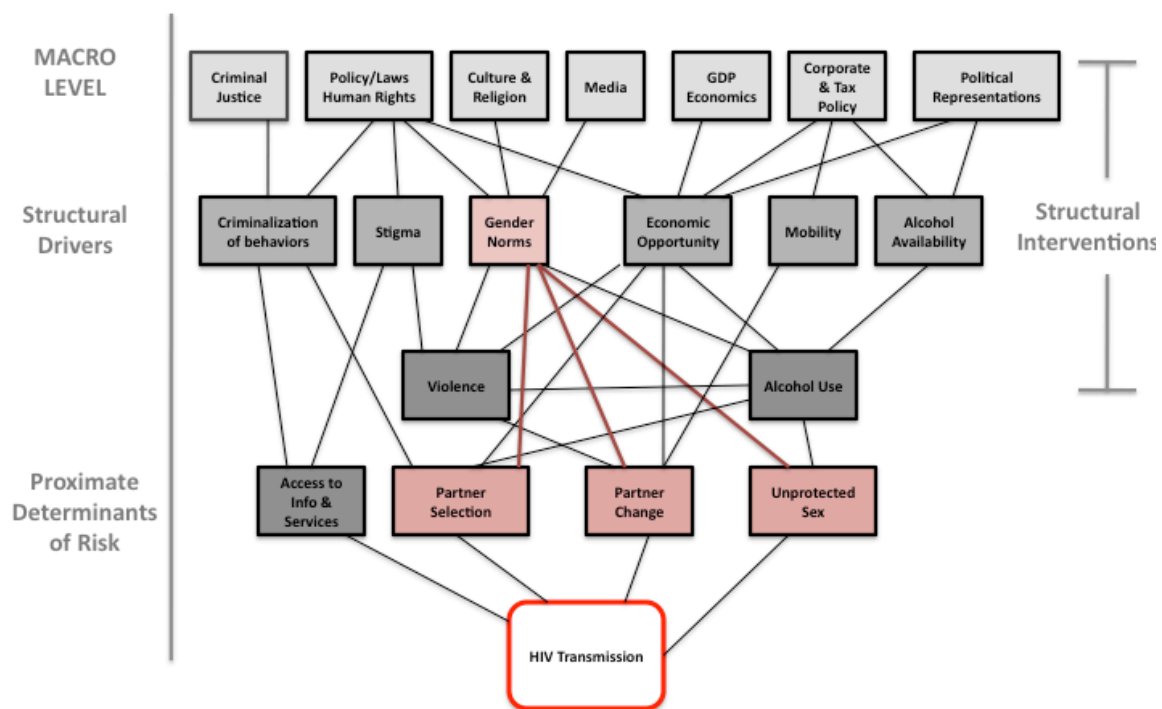 MACRO
LEVEL
Criminal
Justice
Policy/Laws
Human Rights
Culture &
Religion
Media
GDP
Economics
Corporate
& Tax
Policy
Political
Representations
Structural
Drivers
Criminalization
of behaviors
Stigma
Gender
Norms
Economic
Opportunity
Mobility
Alcohol
Availability
Structural
Interventions
Violence
Alcohol Use
Proximate
Determinants
of Risk
Access to
Info &
Services
Partner
Selection
Partner
Change
Unprotected
Sex
HIV Transmission